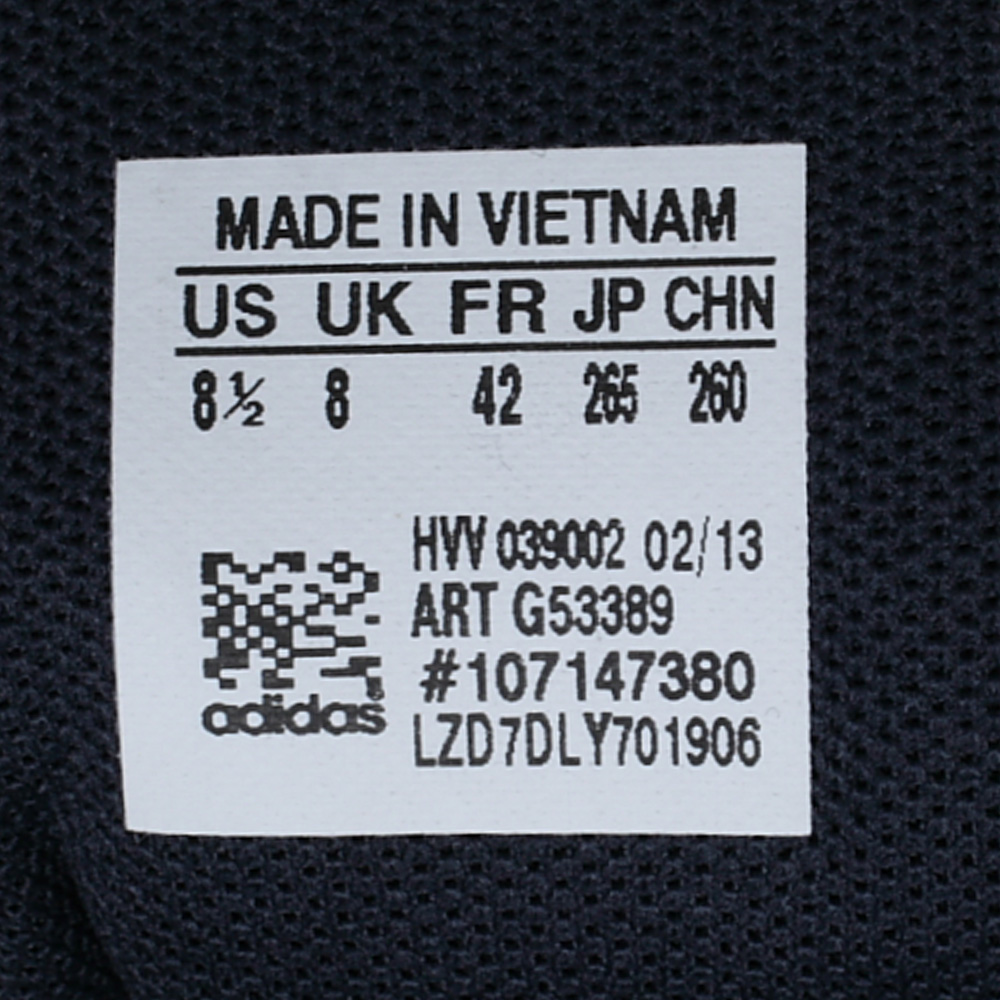 MADE IN VIETNAM
US UK FR JP CHN
8½ 8 42 265 260
HVV 039002 02/13
ART G53389
#107147380
adidas®
LZD7DLY701906